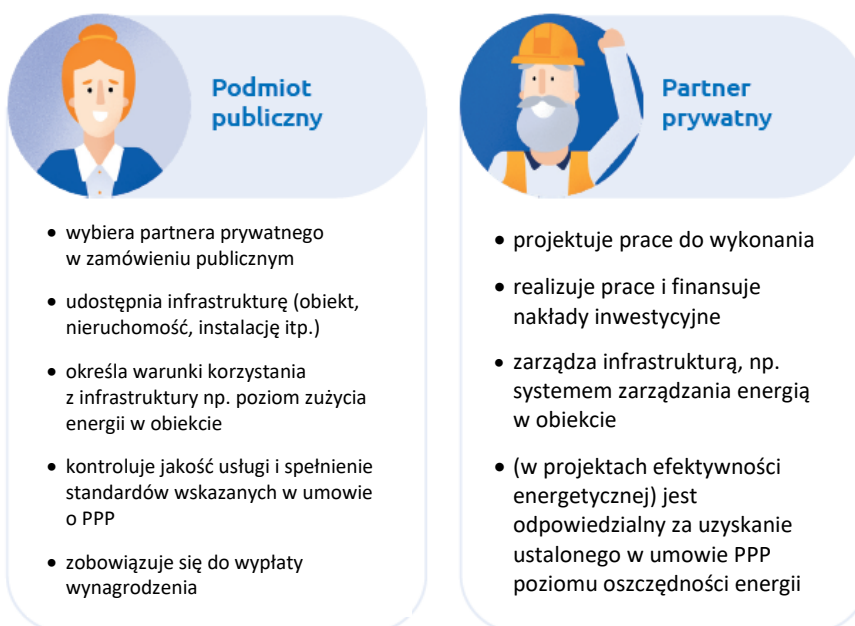 Podmiot
publiczny
• wybiera partnera prywatnego
w zamówieniu publicznym
• udostępnia infrastrukturę (obiekt,
nieruchomość, instalację itp.)
• określa warunki korzystania
z infrastruktury np. poziom zużycia
energii w obiekcie
• kontroluje jakość usługi i spełnienie
standardów wskazanych w umowie
o PPP
• zobowiązuje się do wypłaty
wynagrodzenia
Partner
prywatny
• projektuje prace do wykonania
• realizuje prace i finansuje
nakłady inwestycyjne
• zarządza infrastrukturą, np.
systemem zarządzania energią
w obiekcie
• (w projektach efektywności
energetycznej) jest
odpowiedzialny za uzyskanie
ustalonego w umowie PPP
poziomu oszczędności energii